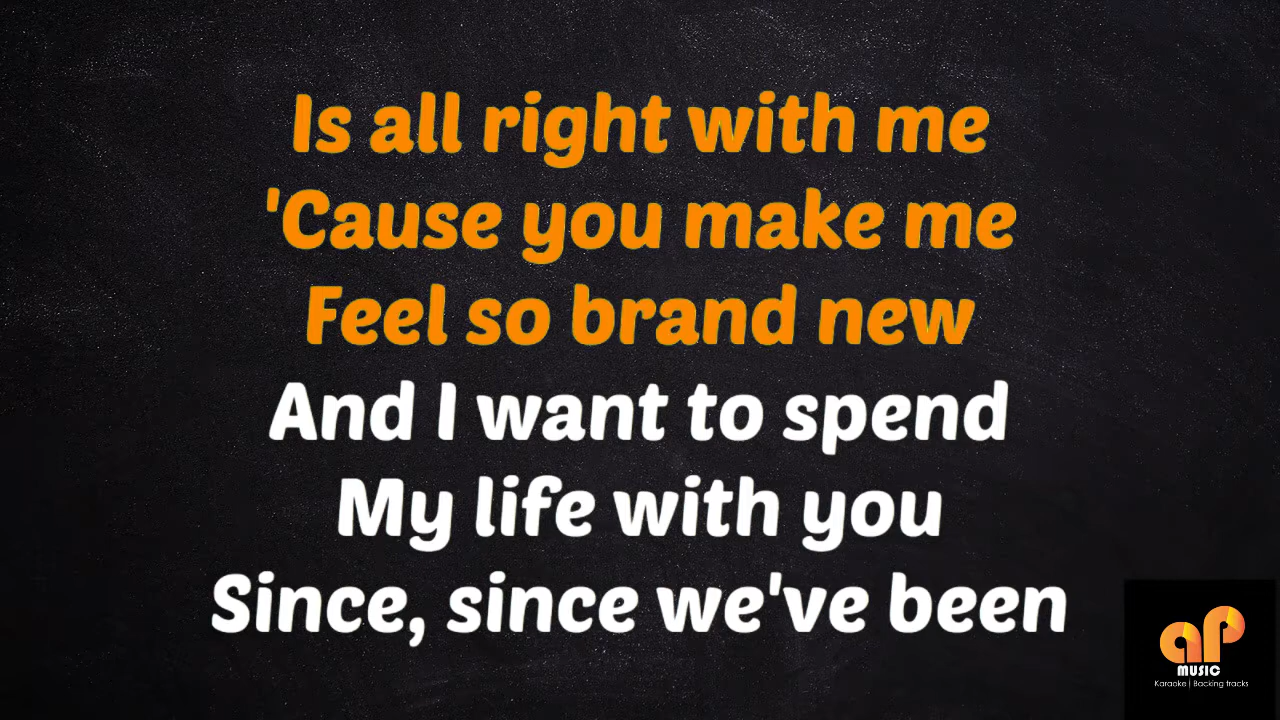 Is all right with me
'Cause you make me
Feel so brand new
And I want to spend
My life with you
Since, since we've been
aP
MUSIC
Karaoke | Backing tracks